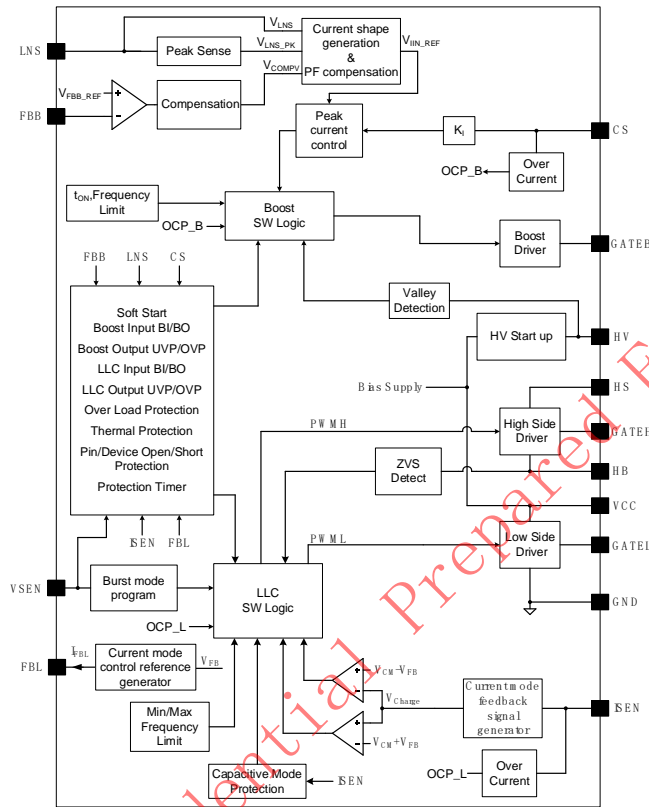 LNS
FBB
Peak Sense
VLNS
VLNS_PK
VCOMPV
Current shape
generation
&
PF compensation
VIIN_REF
VFBB_REF
+
-
Compensation
Peak
current
control
KI
CS
OCP_B
Over
Current
tON,Frequency
Limit
OCP_B
Boost
SW Logic
Boost
Driver
GATEB
FBB
LNS
CS
Valley
Detection
Soft Start
Boost Input BI/BO
Boost Output UVP/OVP
LLC Input BI/BO
LLC Output UVP/OVP
Over Load Protection
Thermal Protection
Pin/Device Open/Short
Protection
Protection Timer
HV Start up
HV
Bias Supply
HS
PWMH
High Side
Driver
GATEH
ZVS
Detect
HB
VCC
ISEN
FBL
PWML
Low Side
Driver
GATEL
VSEN
Burst mode
program
LLC
SW Logic
GND
OCP_L
FBL
IFBL
Current mode
control reference
generator
VFB
+
VCM-VFB
-
VCharge
Current mode
feedback
signal
generator
ISEN
Min/Max
Frequency
Limit
+
-
VCM+VFB
OCP_L
Over
Current
Capacitive Mode
Protection
ISEN
ential Prepared